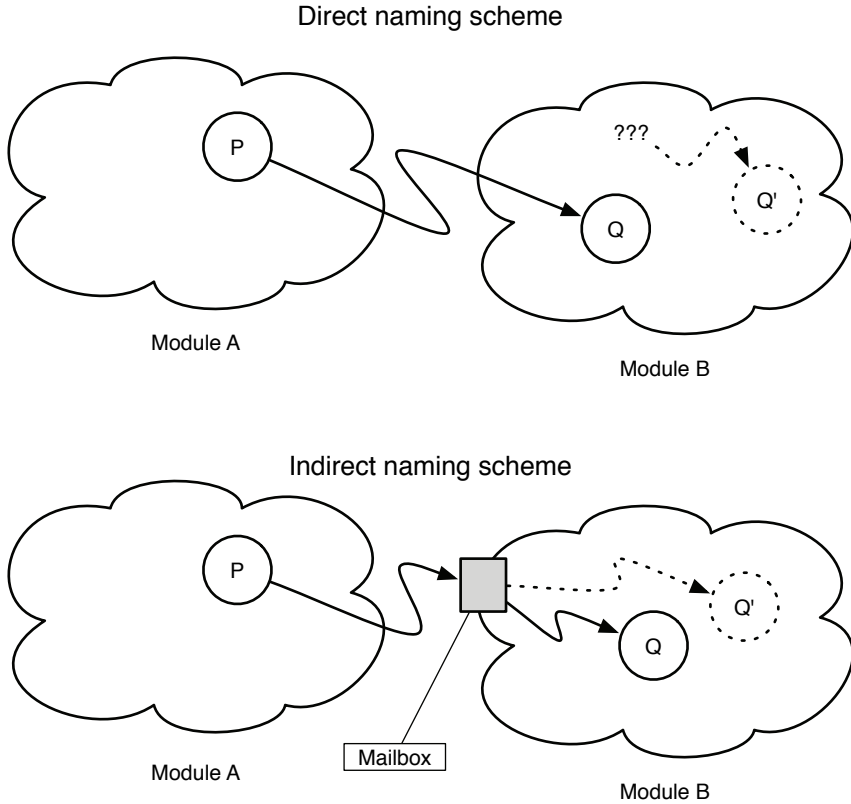 Direct naming scheme
P
???
Q'
Q
Module A
Module B
Indirect naming scheme
P
Q'
Q
Mailbox
Module A
Module B